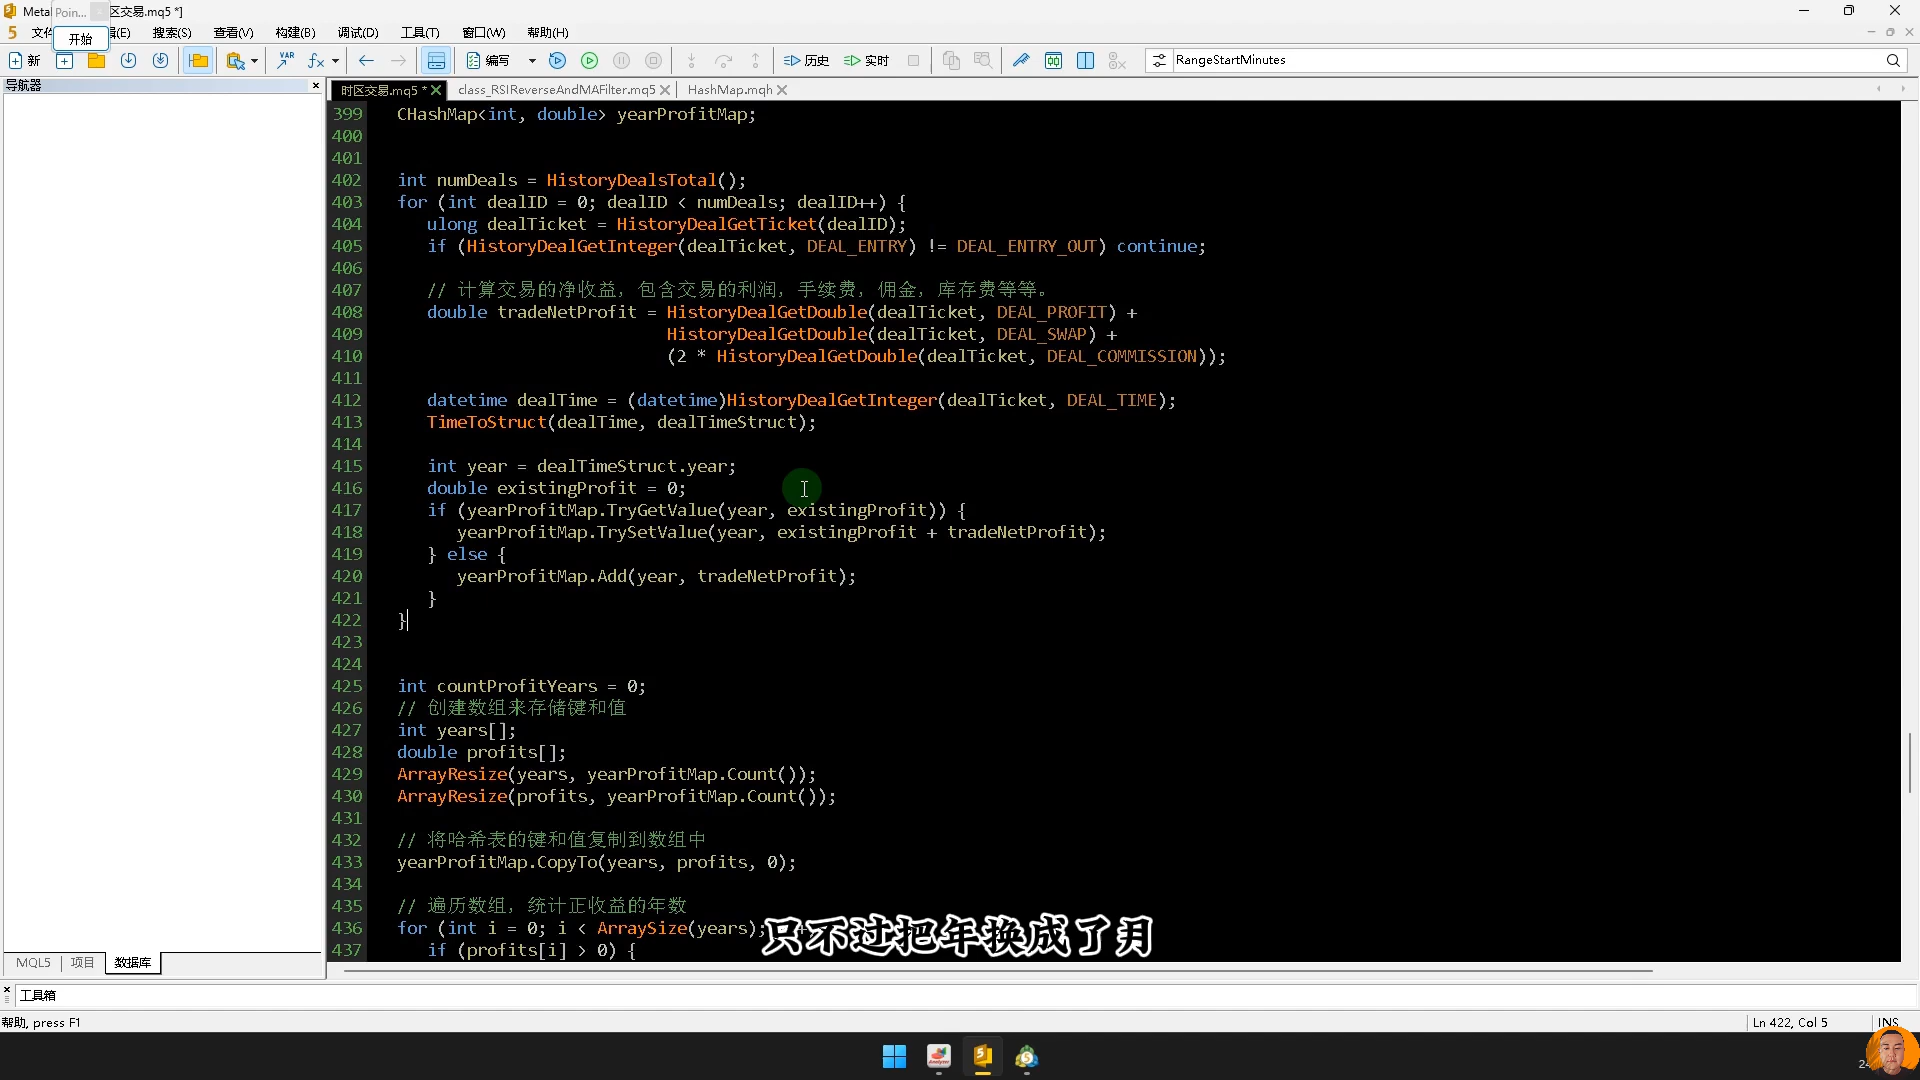 Meta
Poin...
区交易.mq5 *]
文件
开始
(E)
搜索(S)
查看(V)
构建(B)
调试(D)
工具(T)
窗口(W)
帮助(H)
新
VAR
fx
编写
历史
实时
RangeStartMinutes
导航器
时区交易.mq5 *
class_RSIReverseAndMAFilter.mq5
HashMap.mqh
399 CHashMap<int, double> yearProfitMap;
400
401
402 int numDeals = HistoryDealsTotal();
403 for (int dealID = 0; dealID < numDeals; dealID++) {
404 ulong dealTicket = HistoryDealGetTicket(dealID);
405 if (HistoryDealGetInteger(dealTicket, DEAL_ENTRY) != DEAL_ENTRY_OUT) continue;
406
407 // 计算交易的净收益，包含交易的利润，手续费，佣金，库存费等等。
408 double tradeNetProfit = HistoryDealGetDouble(dealTicket, DEAL_PROFIT) +
409 HistoryDealGetDouble(dealTicket, DEAL_SWAP) +
410 (2 * HistoryDealGetDouble(dealTicket, DEAL_COMMISSION));
411
412 datetime dealTime = (datetime)HistoryDealGetInteger(dealTicket, DEAL_TIME);
413 TimeToStruct(dealTime, dealTimeStruct);
414
415 int year = dealTimeStruct.year;
416 double existingProfit = 0;
417 if (yearProfitMap.TryGetValue(year, existingProfit)) {
418 yearProfitMap.TrySetValue(year, existingProfit + tradeNetProfit);
419 } else {
420 yearProfitMap.Add(year, tradeNetProfit);
421 }
422 }
423
424
425 int countProfitYears = 0;
426 // 创建数组来存储键和值
427 int years[];
428 double profits[];
429 ArrayResize(years, yearProfitMap.Count());
430 ArrayResize(profits, yearProfitMap.Count());
431
432 // 将哈希表的键和值复制到数组中
433 yearProfitMap.CopyTo(years, profits, 0);
434
435 // 遍历数组，统计正收益的年数
436 for (int i = 0; i < ArraySize(years);
437 if (profits[i] > 0) {
只不过把年换成了月
MQL5
项目
数据库
工具箱
帮助, press F1
Ln 422, Col 5
INS